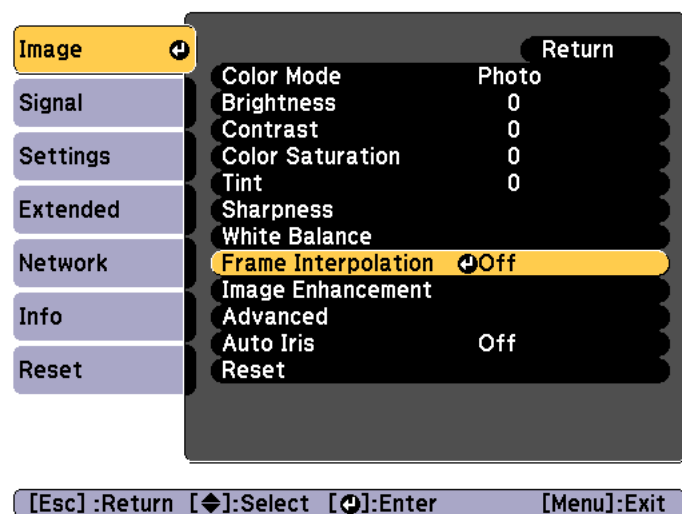 Image
Signal
Settings
Extended
Network
Info
Reset
Return
Color Mode Photo
Brightness 0
Contrast 0
Color Saturation 0
Tint 0
Sharpness
White Balance
Frame Interpolation Off
Image Enhancement
Advanced
Auto Iris Off
Reset
[Esc] :Return [◆]:Select [⏎]:Enter [Menu]:Exit